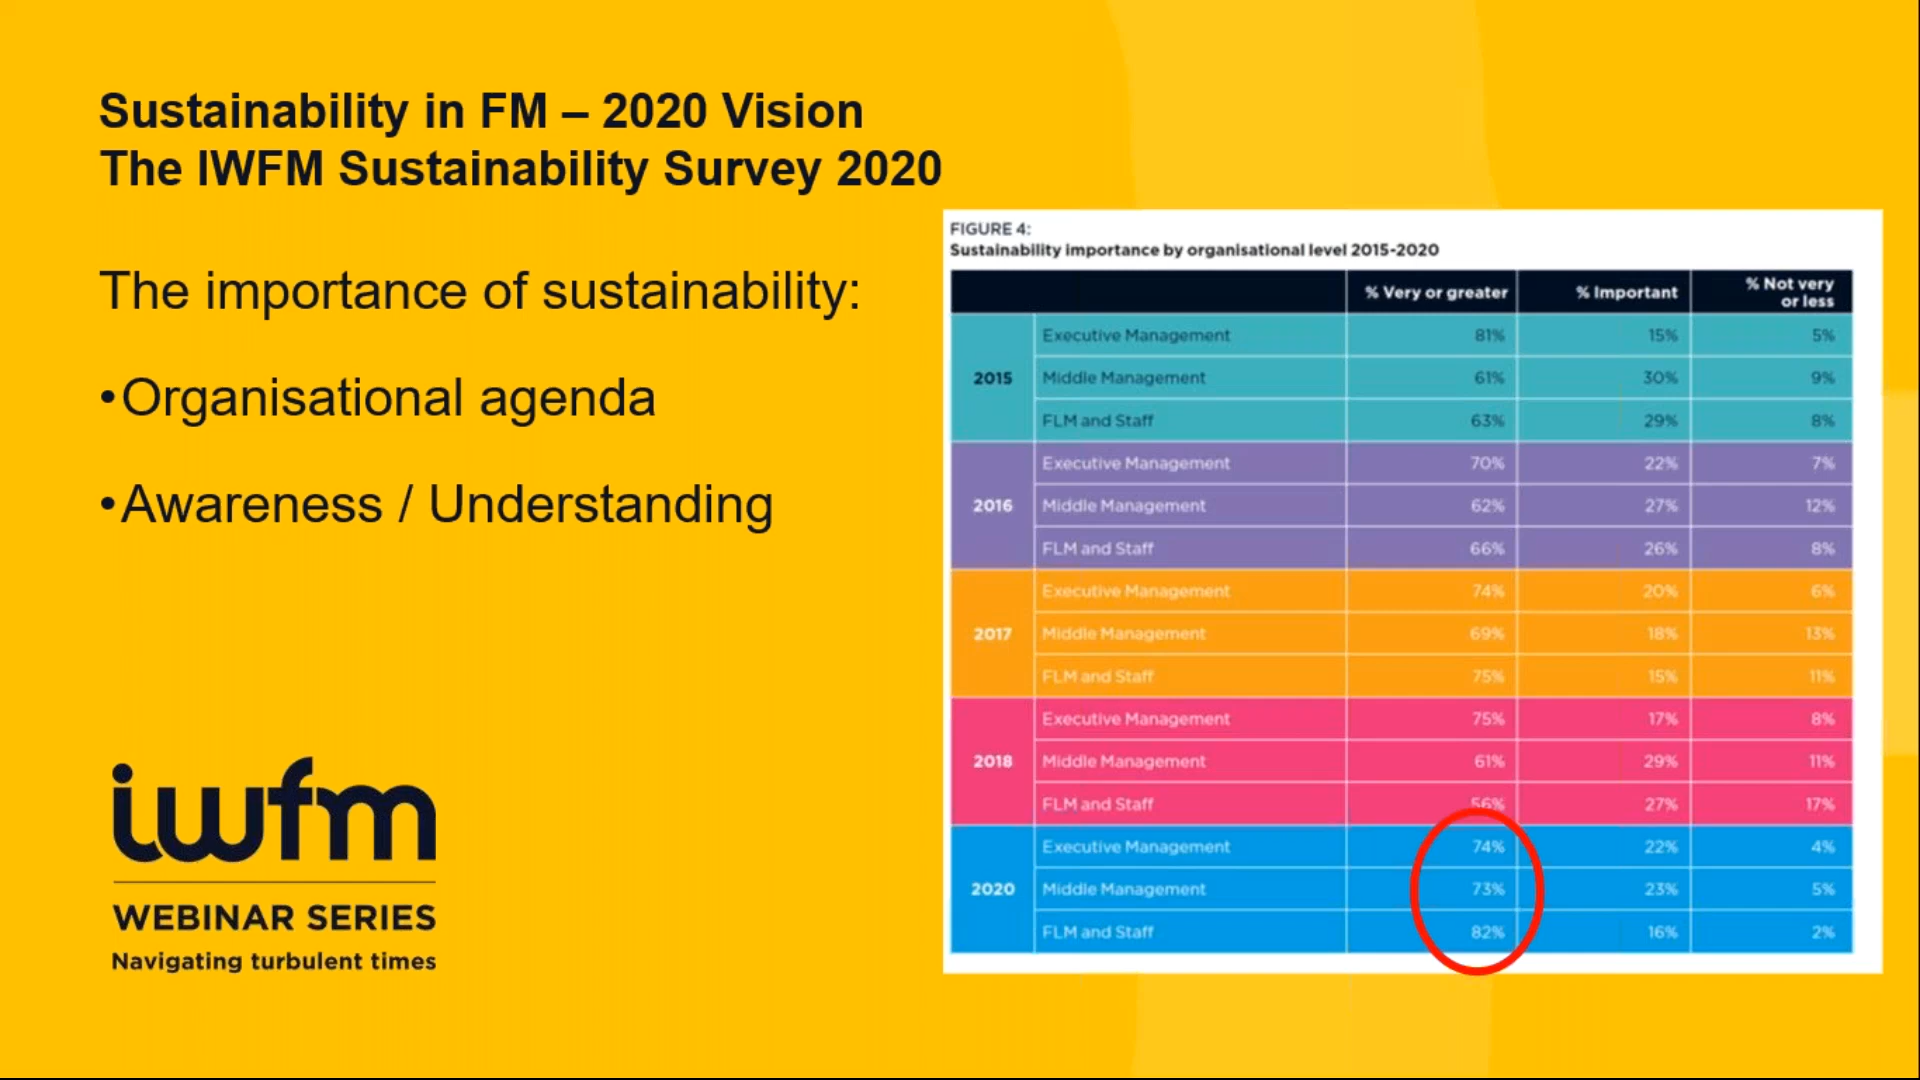 Sustainability in FM – 2020 Vision
The IWFM Sustainability Survey 2020
The importance of sustainability:
•Organisational agenda
•Awareness / Understanding
iwfm
WEBINAR SERIES
Navigating turbulent times
FIGURE 4:
Sustainability importance by organisational level 2015-2020
% Very or greater % Important % Not very or less
2015
Executive Management 81% 15% 5%
Middle Management 61% 30% 9%
FLM and Staff 63% 29% 8%
2016
Executive Management 70% 22% 7%
Middle Management 62% 27% 12%
FLM and Staff 66% 26% 8%
2017
Executive Management 74% 20% 6%
Middle Management 69% 18% 13%
FLM and Staff 75% 15% 11%
2018
Executive Management 75% 17% 8%
Middle Management 61% 29% 11%
FLM and Staff 56% 27% 17%
2020
Executive Management 74% 22% 4%
Middle Management 73% 23% 5%
FLM and Staff 82% 16% 2%